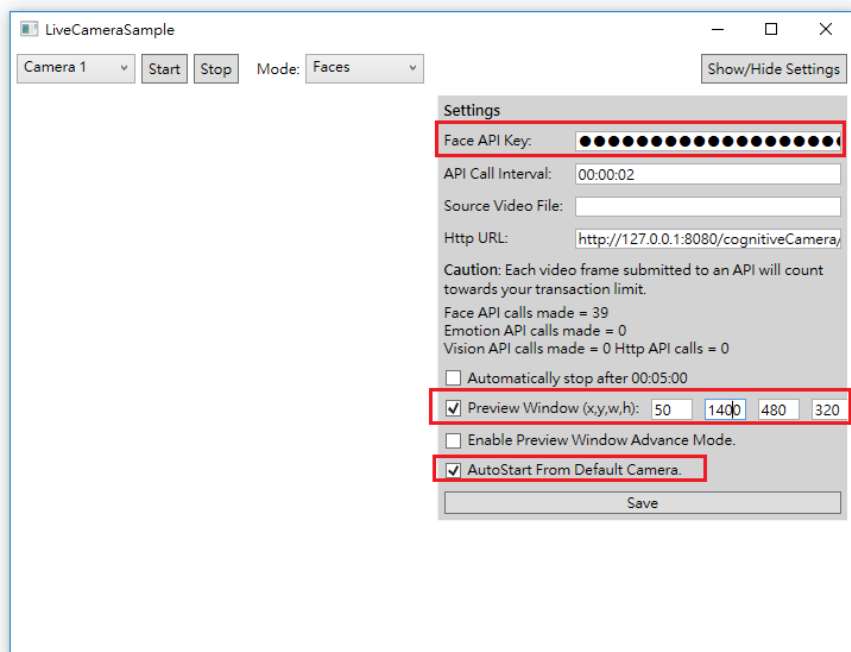 LiveCameraSample
Camera 1 Start Stop Mode: Faces Show/Hide Settings
Settings
Face API Key: ●●●●●●●●●●●●●●●●●●●
API Call Interval: 00:00:02
Source Video File:
Http URL: http://127.0.0.1:8080/cognitiveCamera/
Caution: Each video frame submitted to an API will count
towards your transaction limit.
Face API calls made = 39
Emotion API calls made = 0
Vision API calls made = 0 Http API calls = 0
Automatically stop after 00:05:00
Preview Window (x,y,w,h): 50 1400 480 320
Enable Preview Window Advance Mode.
AutoStart From Default Camera.
Save